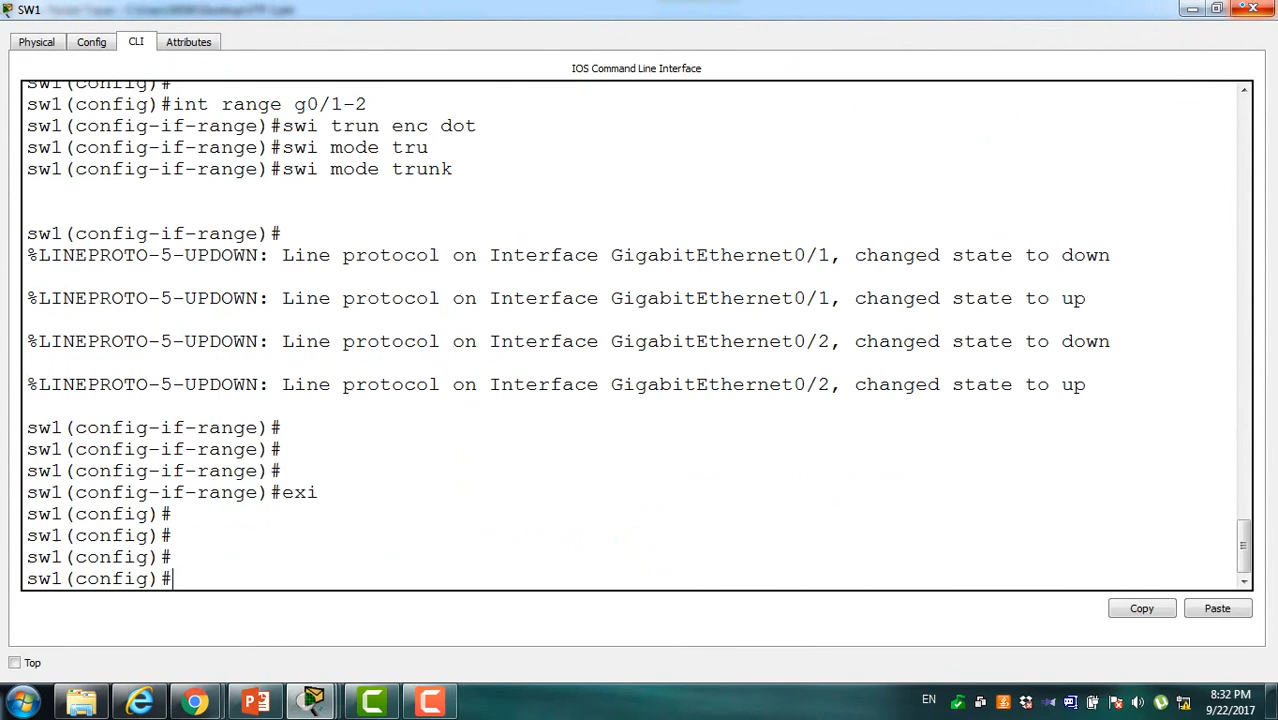 SW1
Physical
Config
CLI
Attributes
IOS Command Line Interface
sw1(config)#
sw1(config)#int range g0/1-2
sw1(config-if-range)#swi trun enc dot
sw1(config-if-range)#swi mode tru
sw1(config-if-range)#swi mode trunk
sw1(config-if-range)#
%LINEPROTO-5-UPDOWN: Line protocol on Interface GigabitEthernet0/1, changed state to down
%LINEPROTO-5-UPDOWN: Line protocol on Interface GigabitEthernet0/1, changed state to up
%LINEPROTO-5-UPDOWN: Line protocol on Interface GigabitEthernet0/2, changed state to down
%LINEPROTO-5-UPDOWN: Line protocol on Interface GigabitEthernet0/2, changed state to up
sw1(config-if-range)#
sw1(config-if-range)#
sw1(config-if-range)#
sw1(config-if-range)#exi
sw1(config)#
sw1(config)#
sw1(config)#
sw1(config)#
Copy
Paste
Top
EN
8:32 PM
9/22/2017